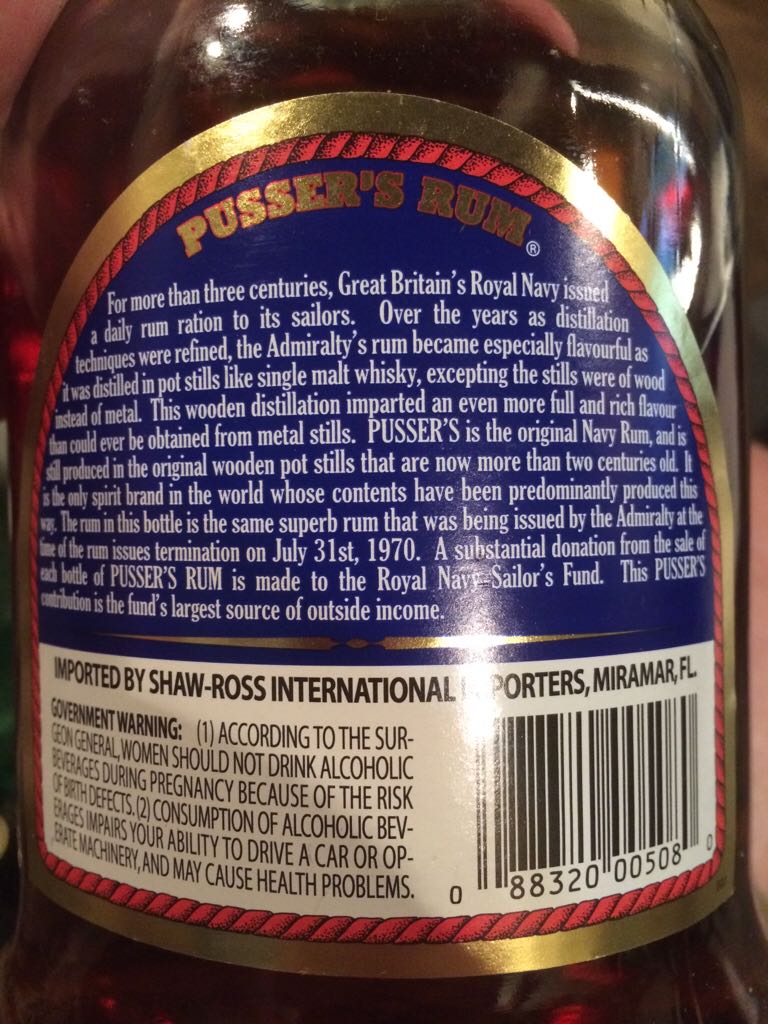 PUSSER'S RUM®
For more than three centuries, Great Britain's Royal Navy issued
a daily rum ration to its sailors. Over the years as distillation
techniques were refined, the Admiralty's rum became especially flavourful as
it was distilled in pot stills like single malt whisky, excepting the stills were of wood
instead of metal. This wooden distillation imparted an even more full and rich flavour
than could ever be obtained from metal stills. PUSSER'S is the original Navy Rum, and is
still produced in the original wooden pot stills that are now more than two centuries old. It
is the only spirit brand in the world whose contents have been predominantly produced this
way. The rum in this bottle is the same superb rum that was being issued by the Admiralty at the
time of the rum issues termination on July 31st, 1970. A substantial donation from the sale of
each bottle of PUSSER'S RUM is made to the Royal Navy Sailor's Fund. This PUSSER'S
contribution is the fund's largest source of outside income.
IMPORTED BY SHAW-ROSS INTERNATIONAL IMPORTERS, MIRAMAR, FL.
GOVERNMENT WARNING: (1) ACCORDING TO THE SUR-
GEON GENERAL, WOMEN SHOULD NOT DRINK ALCOHOLIC
BEVERAGES DURING PREGNANCY BECAUSE OF THE RISK
OF BIRTH DEFECTS. (2) CONSUMPTION OF ALCOHOLIC BEV-
ERAGES IMPAIRS YOUR ABILITY TO DRIVE A CAR OR OP-
ERATE MACHINERY, AND MAY CAUSE HEALTH PROBLEMS.
0 88320 00508 0